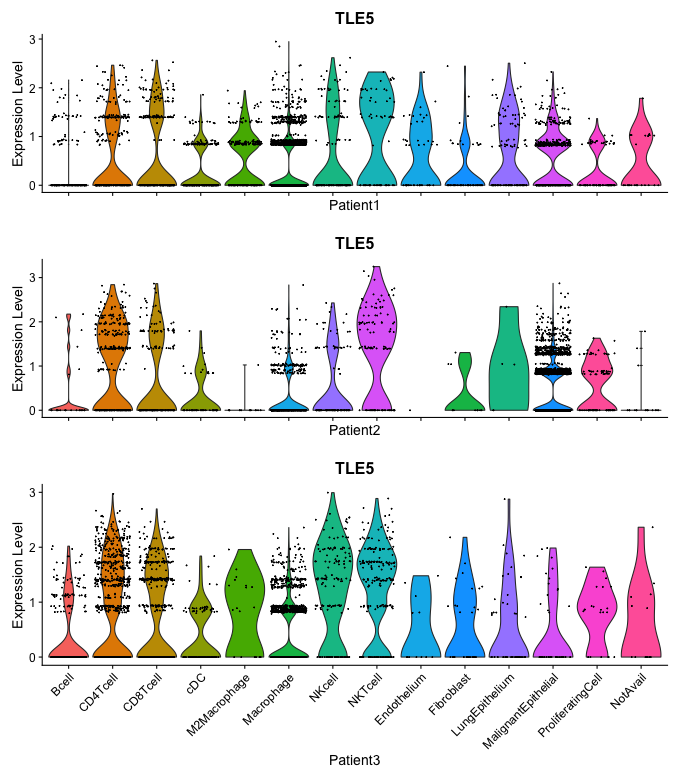 TLE5
Expression Level
3
2
1
0
Patient1
TLE5
Expression Level
3
2
1
0
Patient2
TLE5
Expression Level
3
2
1
0
Bcell
CD4Tcell
CD8Tcell
cDC
M2Macrophage
Macrophage
NKcell
NKTcell
Endothelium
Fibroblast
LungEpithelium
MalignantEpithelial
ProliferatingCell
NotAvail
Patient3